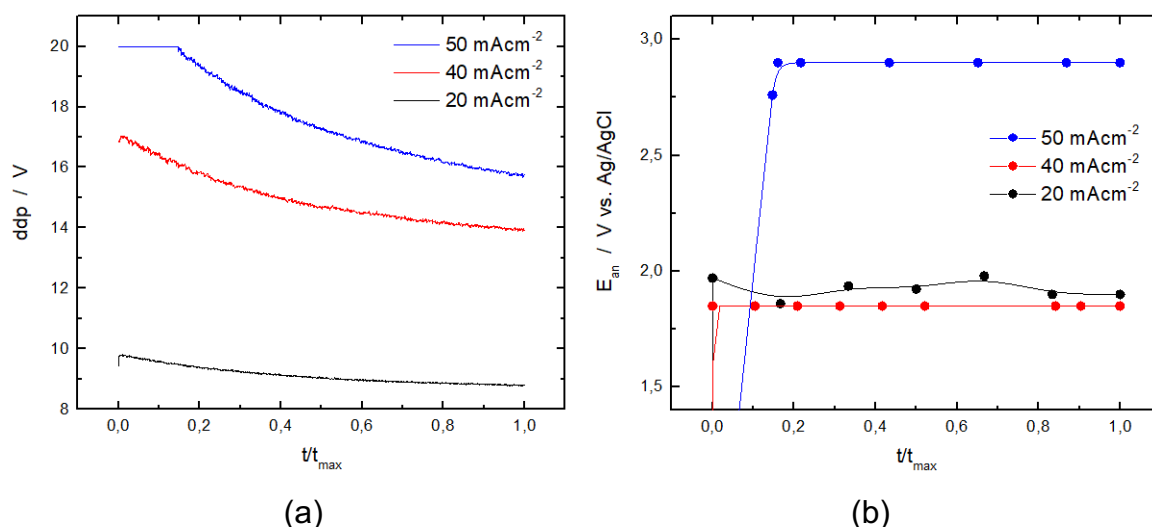 20
18
16
14
12
10
8
ddp / V
50 mAcm-2
40 mAcm-2
20 mAcm-2
0,0 0,2 0,4 0,6 0,8 1,0
t/tmax
(a)
3,0
2,5
2,0
1,5
Ean / V vs. Ag/AgCl
50 mAcm-2
40 mAcm-2
20 mAcm-2
0,0 0,2 0,4 0,6 0,8 1,0
t/tmax
(b)